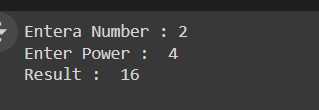 Entera Number : 2
Enter Power :  4
Result :  16